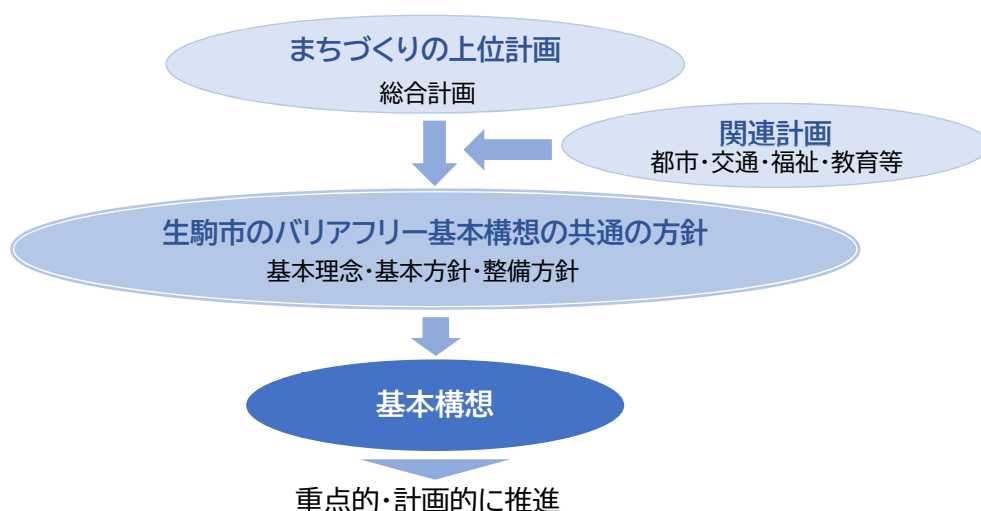 まちづくりの上位計画
総合計画
関連計画
都市・交通・福祉・教育等
生駒市のバリアフリー基本構想の共通の方針
基本理念・基本方針・整備方針
基本構想
重点的・計画的に推進